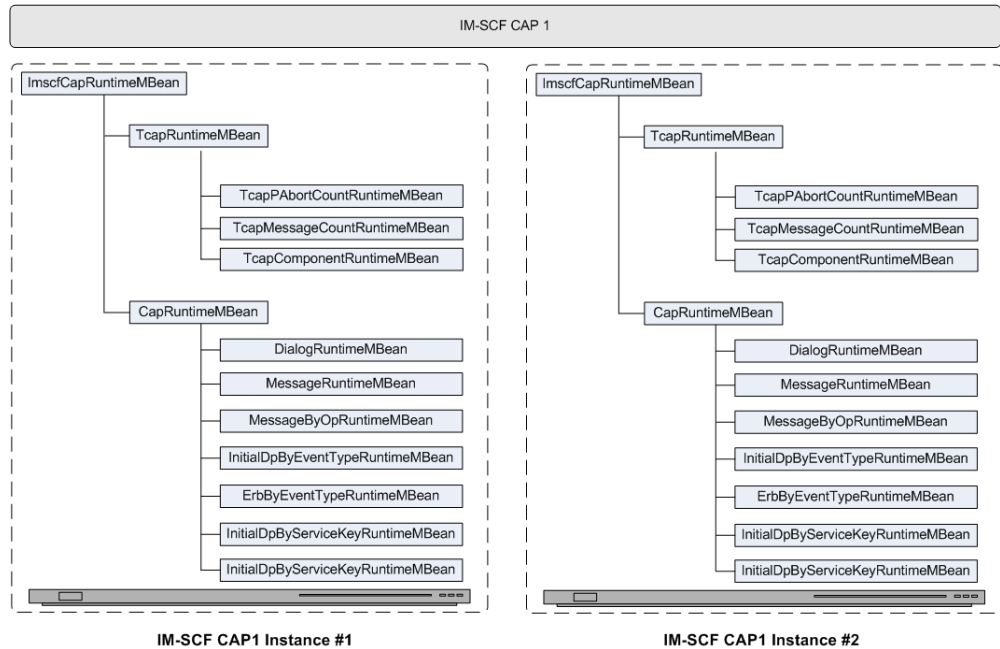 IM-SCF CAP 1
ImscfCapRuntimeMBean
TcapRuntimeMBean
TcapPAbortCountRuntimeMBean
TcapMessageCountRuntimeMBean
TcapComponentRuntimeMBean
CapRuntimeMBean
DialogRuntimeMBean
MessageRuntimeMBean
MessageByOpRuntimeMBean
InitialDpByEventTypeRuntimeMBean
ErbByEventTypeRuntimeMBean
InitialDpByServiceKeyRuntimeMBean
InitialDpByServiceKeyRuntimeMBean
IM-SCF CAP1 Instance #1
ImscfCapRuntimeMBean
TcapRuntimeMBean
TcapPAbortCountRuntimeMBean
TcapMessageCountRuntimeMBean
TcapComponentRuntimeMBean
CapRuntimeMBean
DialogRuntimeMBean
MessageRuntimeMBean
MessageByOpRuntimeMBean
InitialDpByEventTypeRuntimeMBean
ErbByEventTypeRuntimeMBean
InitialDpByServiceKeyRuntimeMBean
InitialDpByServiceKeyRuntimeMBean
IM-SCF CAP1 Instance #2